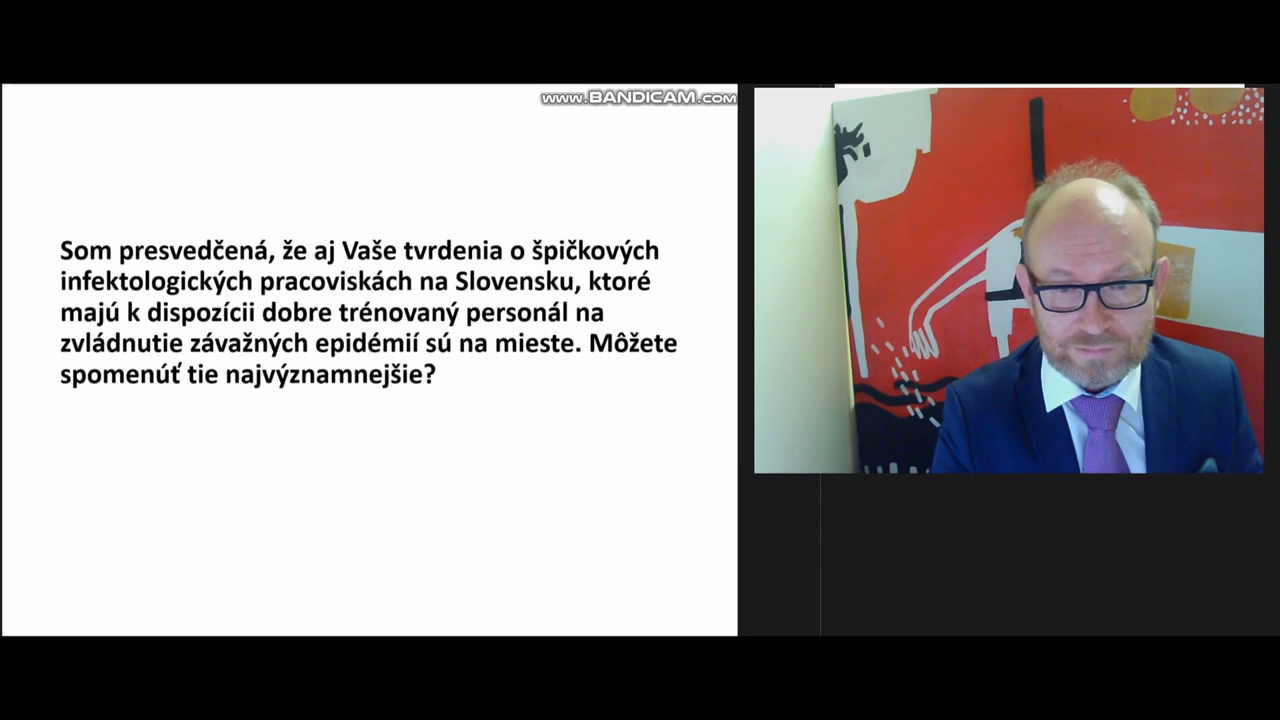 www.BANDICAM.com
Som presvedčená, že aj Vaše tvrdenia o špičkových
infektologických pracoviskách na Slovensku, ktoré
majú k dispozícii dobre trénovaný personál na
zvládnutie závažných epidémií sú na mieste. Môžete
spomenúť tie najvýznamnejšie?